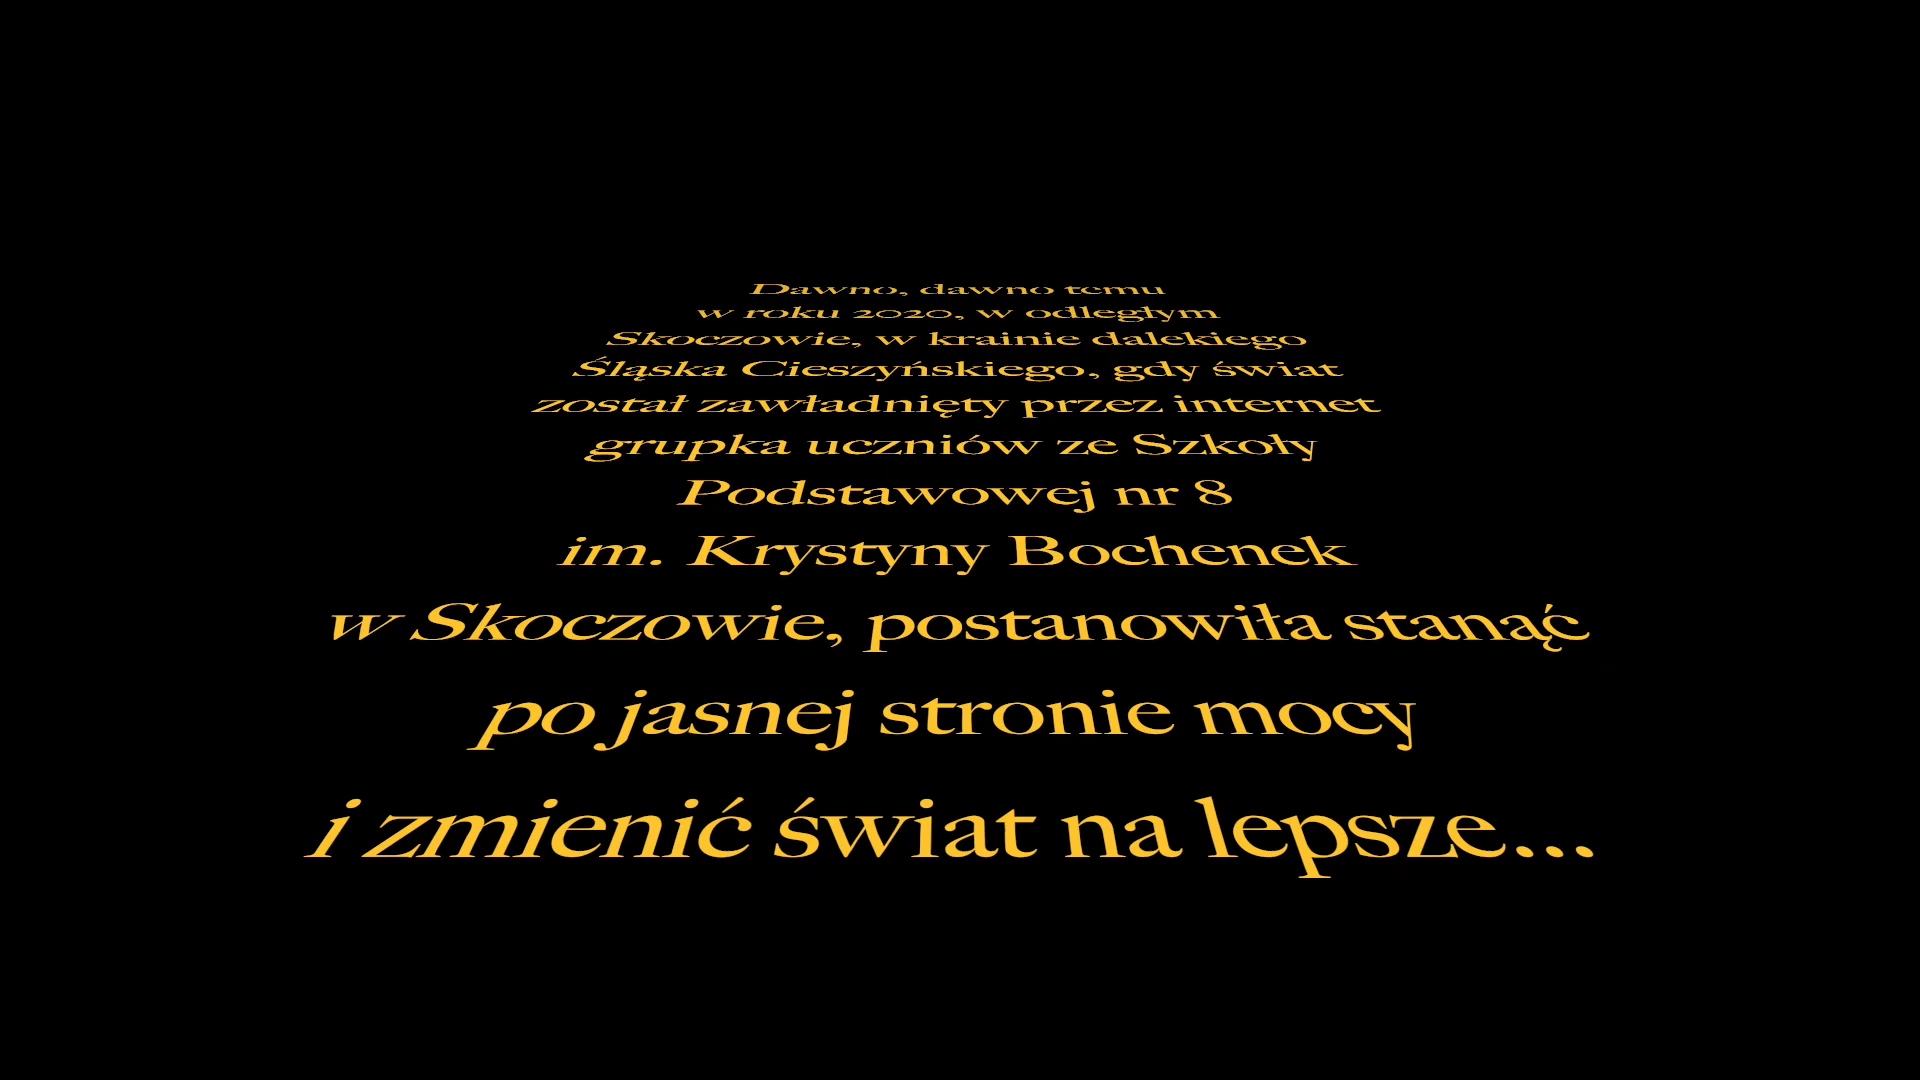 Dawno, dawno temu
w roku 2020, w odległym
Skoczowie, w krainie dalekiego
Śląska Cieszyńskiego, gdy świat
został zawładnięty przez internet
grupka uczniów ze Szkoły
Podstawowej nr 8
im. Krystyny Bochenek
w Skoczowie, postanowiła stanąć
po jasnej stronie mocy
i zmienić świat na lepsze...